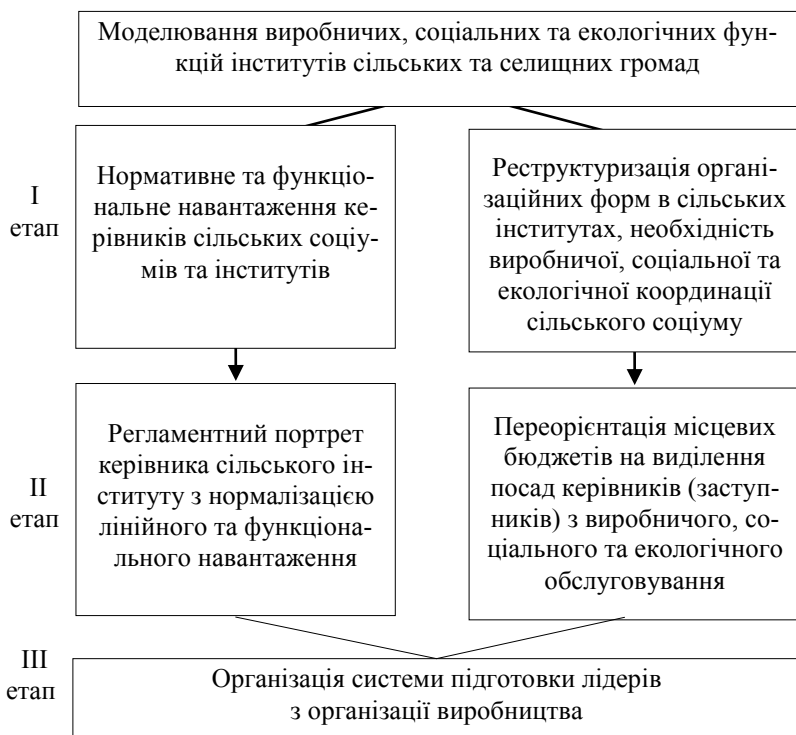 Моделювання виробничих, соціальних та екологічних фун-
кцій інститутів сільських та селищних громад
I
етап
Нормативне та функціо-
нальне навантаження ке-
рівників сільських соціу-
мів та інститутів
Реструктуризація органі-
заційних форм в сільських
інститутах, необхідність
виробничої, соціальної та
екологічної координації
сільського соціуму
II
етап
Регламентний портрет
керівника сільського ін-
ституту з нормалізацією
лінійного та функціона-
льного навантаження
Переорієнтація місцевих
бюджетів на виділення
посад керівників (заступ-
ників) з виробничого, со-
ціального та екологічного
обслуговування
III
етап
Організація системи підготовки лідерів
з організації виробництва